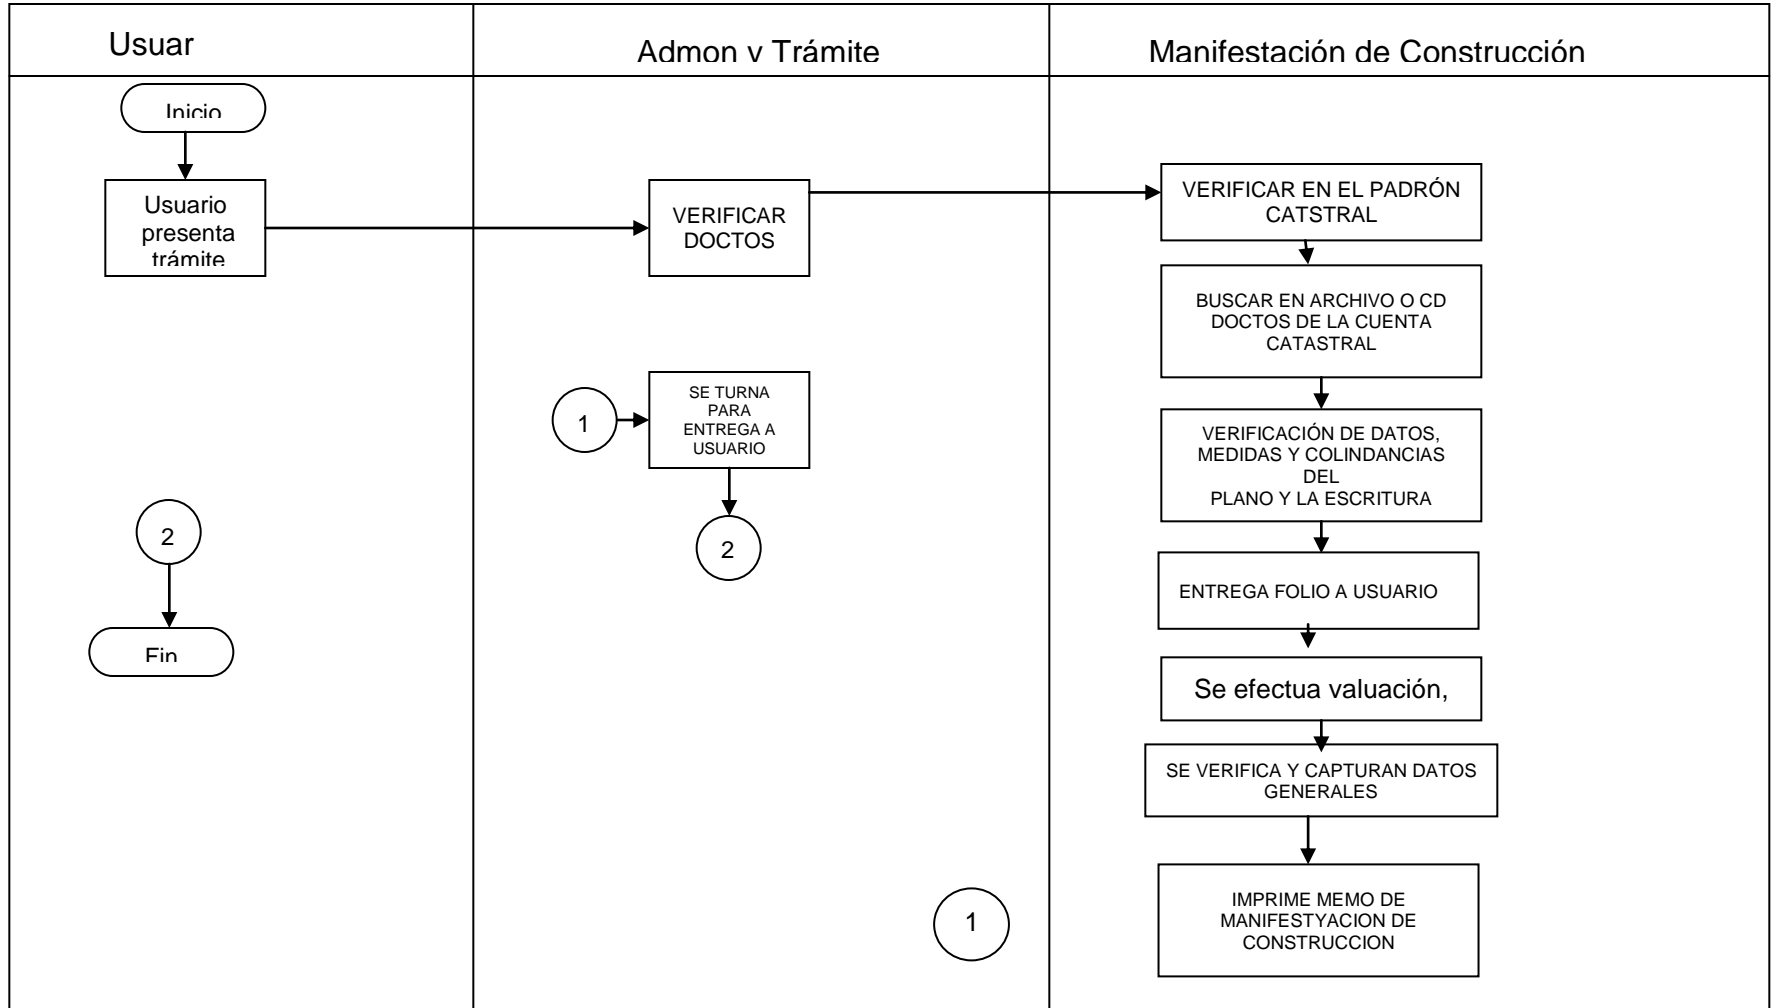 Usuar
Admon y Trámite
Manifestación de Construcción
Inicio
Usuario
presenta
trámite
VERIFICAR
DOCTOS
VERIFICAR EN EL PADRÓN
CATSTRAL
BUSCAR EN ARCHIVO O CD
DOCTOS DE LA CUENTA
CATASTRAL
1
SE TURNA
PARA
ENTREGA A
USUARIO
VERIFICACIÓN DE DATOS,
MEDIDAS Y COLINDANCIAS
DEL
PLANO Y LA ESCRITURA
2
2
ENTREGA FOLIO A USUARIO
Fin
Se efectua valuación,
SE VERIFICA Y CAPTURAN DATOS
GENERALES
1
IMPRIME MEMO DE
MANIFESTYACION DE
CONSTRUCCION